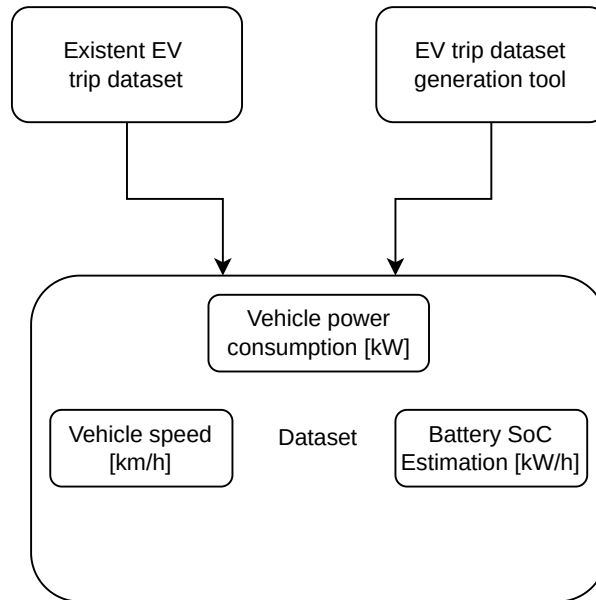 Existent EV
trip dataset
EV trip dataset
generation tool
Vehicle power
consumption [kW]
Vehicle speed
[km/h]
Dataset
Battery SoC
Estimation [kW/h]